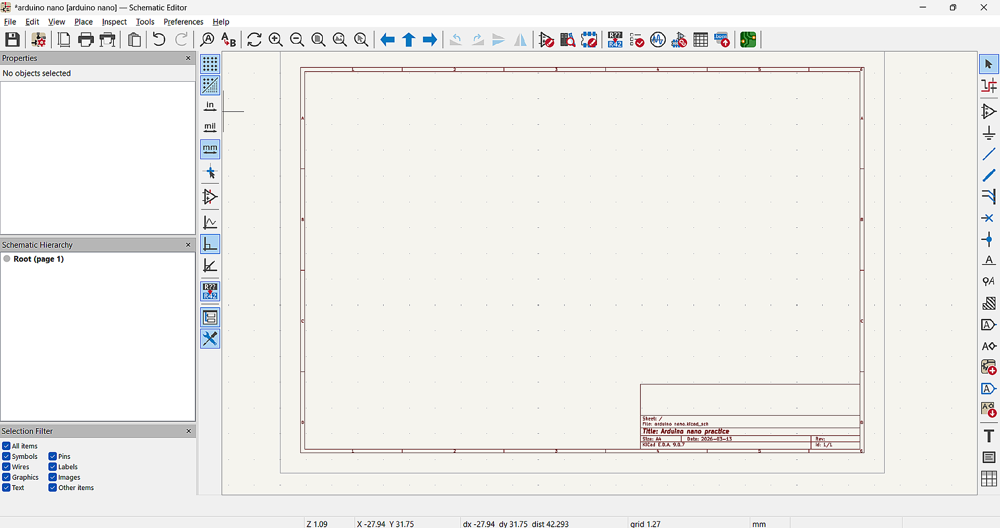 *arduino nano [arduino nano] — Schematic Editor
File Edit View Place Inspect Tools Preferences Help
A A B R?? R42 .bom
Properties
No objects selected
in
mil
mm
R??
R42
Schematic Hierarchy
Root (page 1)
Selection Filter
All items
Symbols Pins
Wires Labels
Graphics Images
Text Other items
1 2 3 4 5 6
A A
B B
C C
D D
Sheet: /
File: arduino nano.kicad_sch
Title: Arduino nano practice
Size: A4 Date: 2026-03-13 Rev:
KiCad E.D.A. 9.0.7 Id: 1/1
1 2 3 4 5 6
A
A
A
A
A
A
T
Z 1.09 X -27.94 Y 31.75 dx -27.94 dy 31.75 dist 42.293 grid 1.27 mm